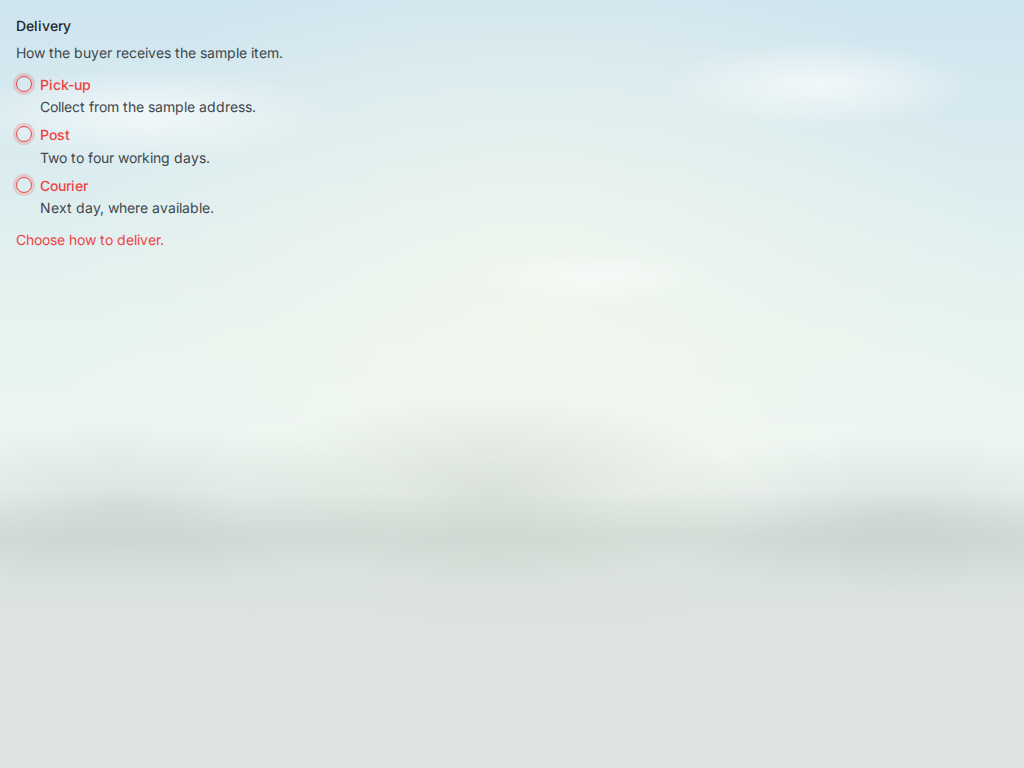 Delivery
How the buyer receives the sample item.
Pick-up
Collect from the sample address.
Post
Two to four working days.
Courier
Next day, where available.
Choose how to deliver.